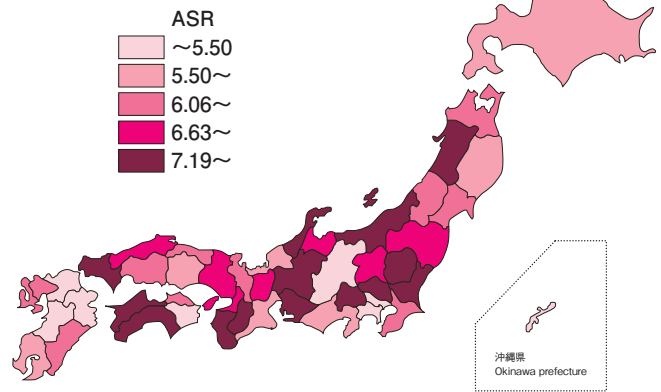 ASR
～5.50
5.50～
6.06～
6.63～
7.19～
沖縄県
Okinawa prefecture